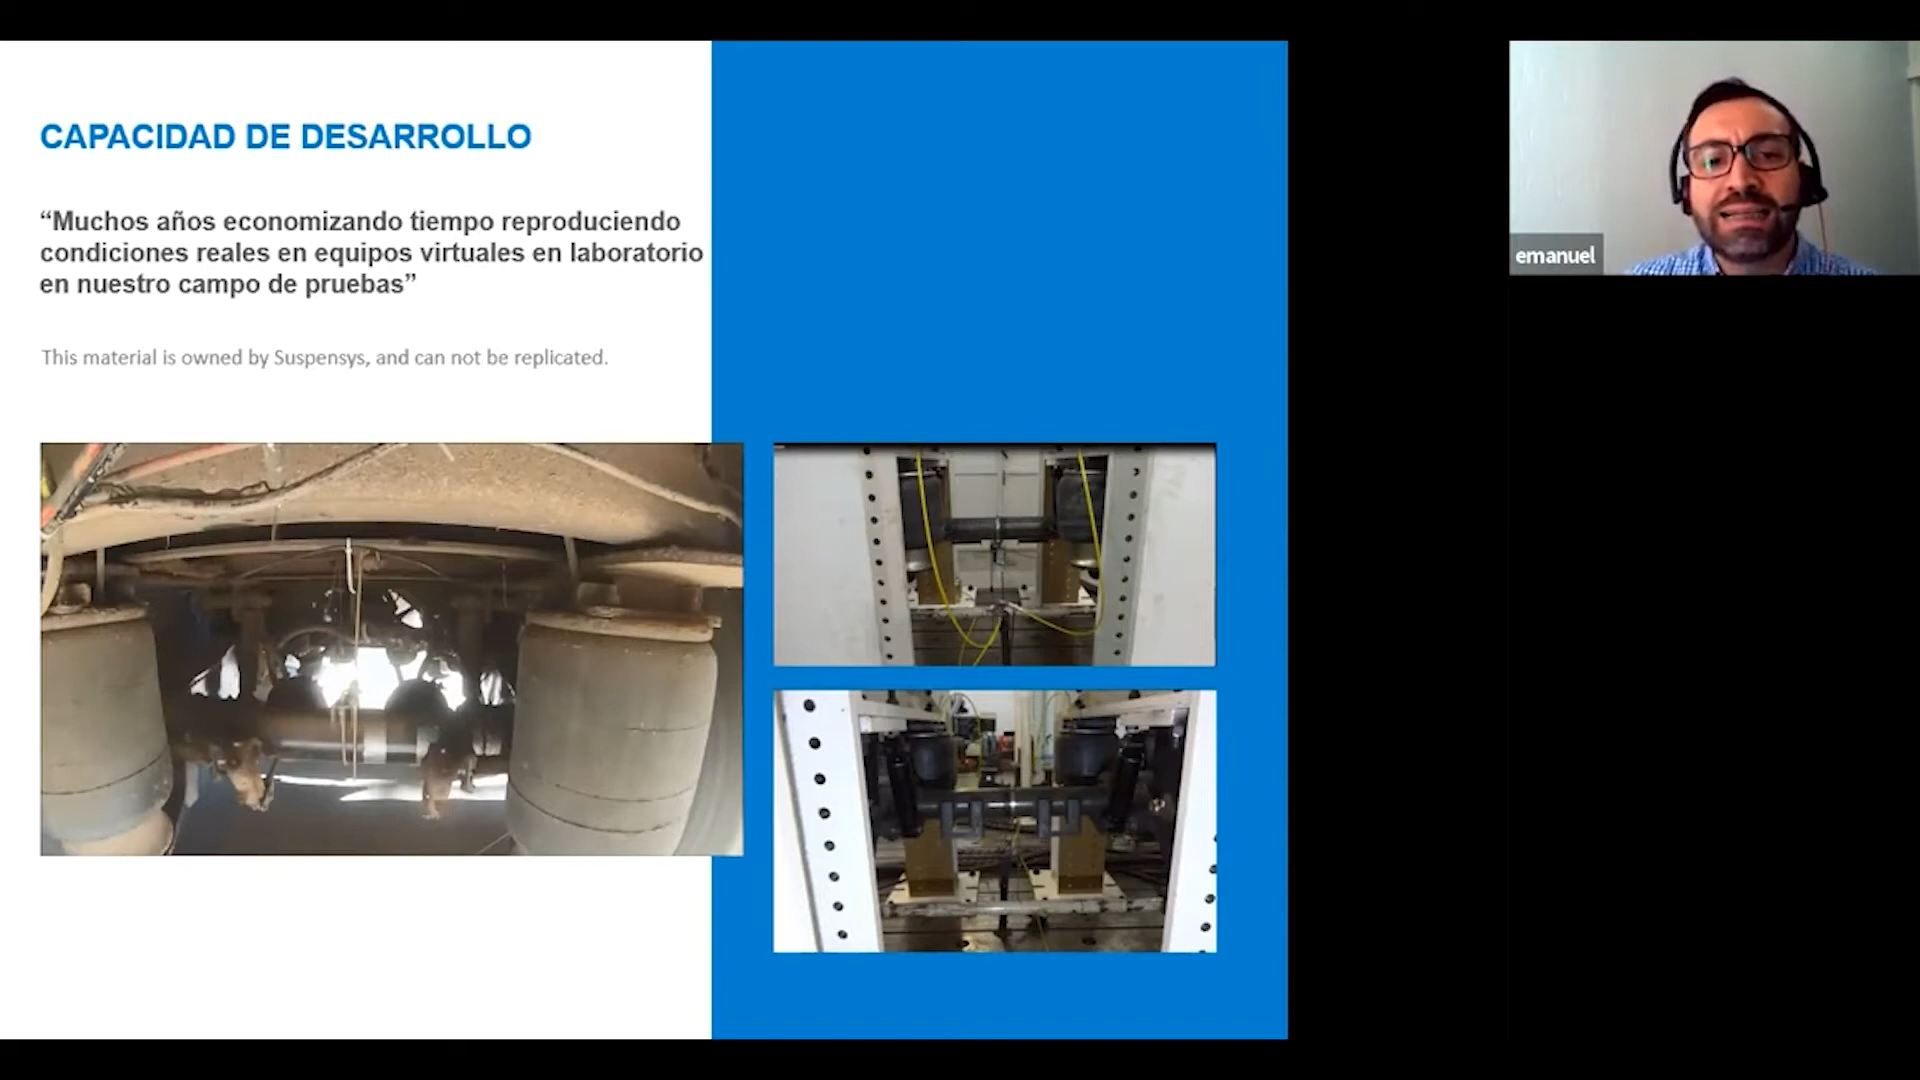 CAPACIDAD DE DESARROLLO
“Muchos años economizando tiempo reproduciendo
condiciones reales en equipos virtuales en laboratorio
en nuestro campo de pruebas”
This material is owned by Suspensys, and can not be replicated.
emanuel